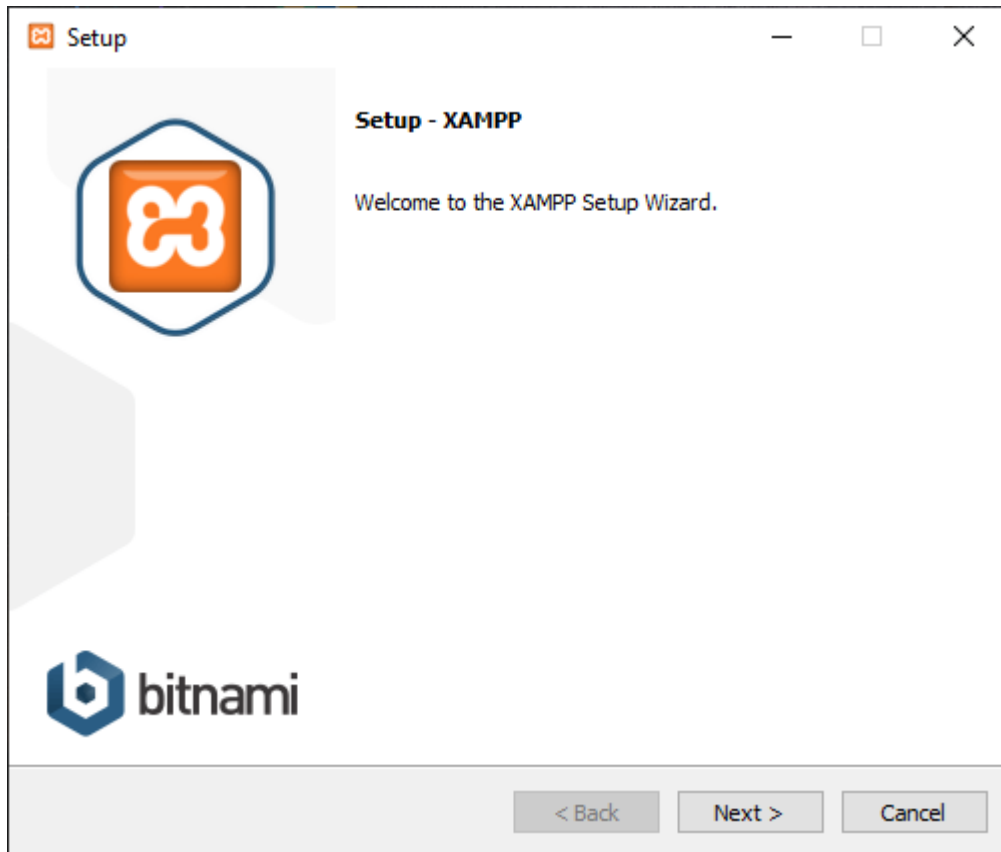 Setup
Setup - XAMPP
Welcome to the XAMPP Setup Wizard.
bitnami
< Back
Next >
Cancel